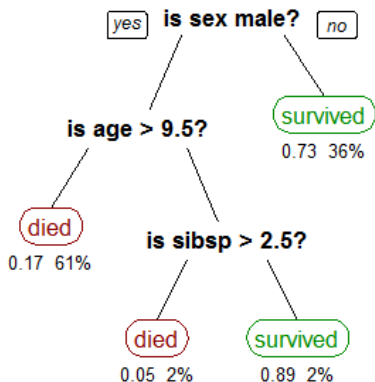 yes is sex male? no
survived
0.73 36%
is age > 9.5?
died
0.17 61%
is sibsp > 2.5?
died survived
0.05 2% 0.89 2%